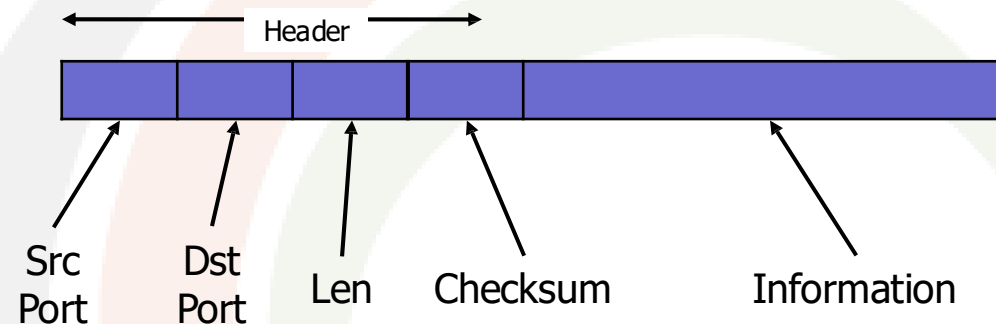 Header
Src
Port
Dst
Port
Len
Checksum
Information